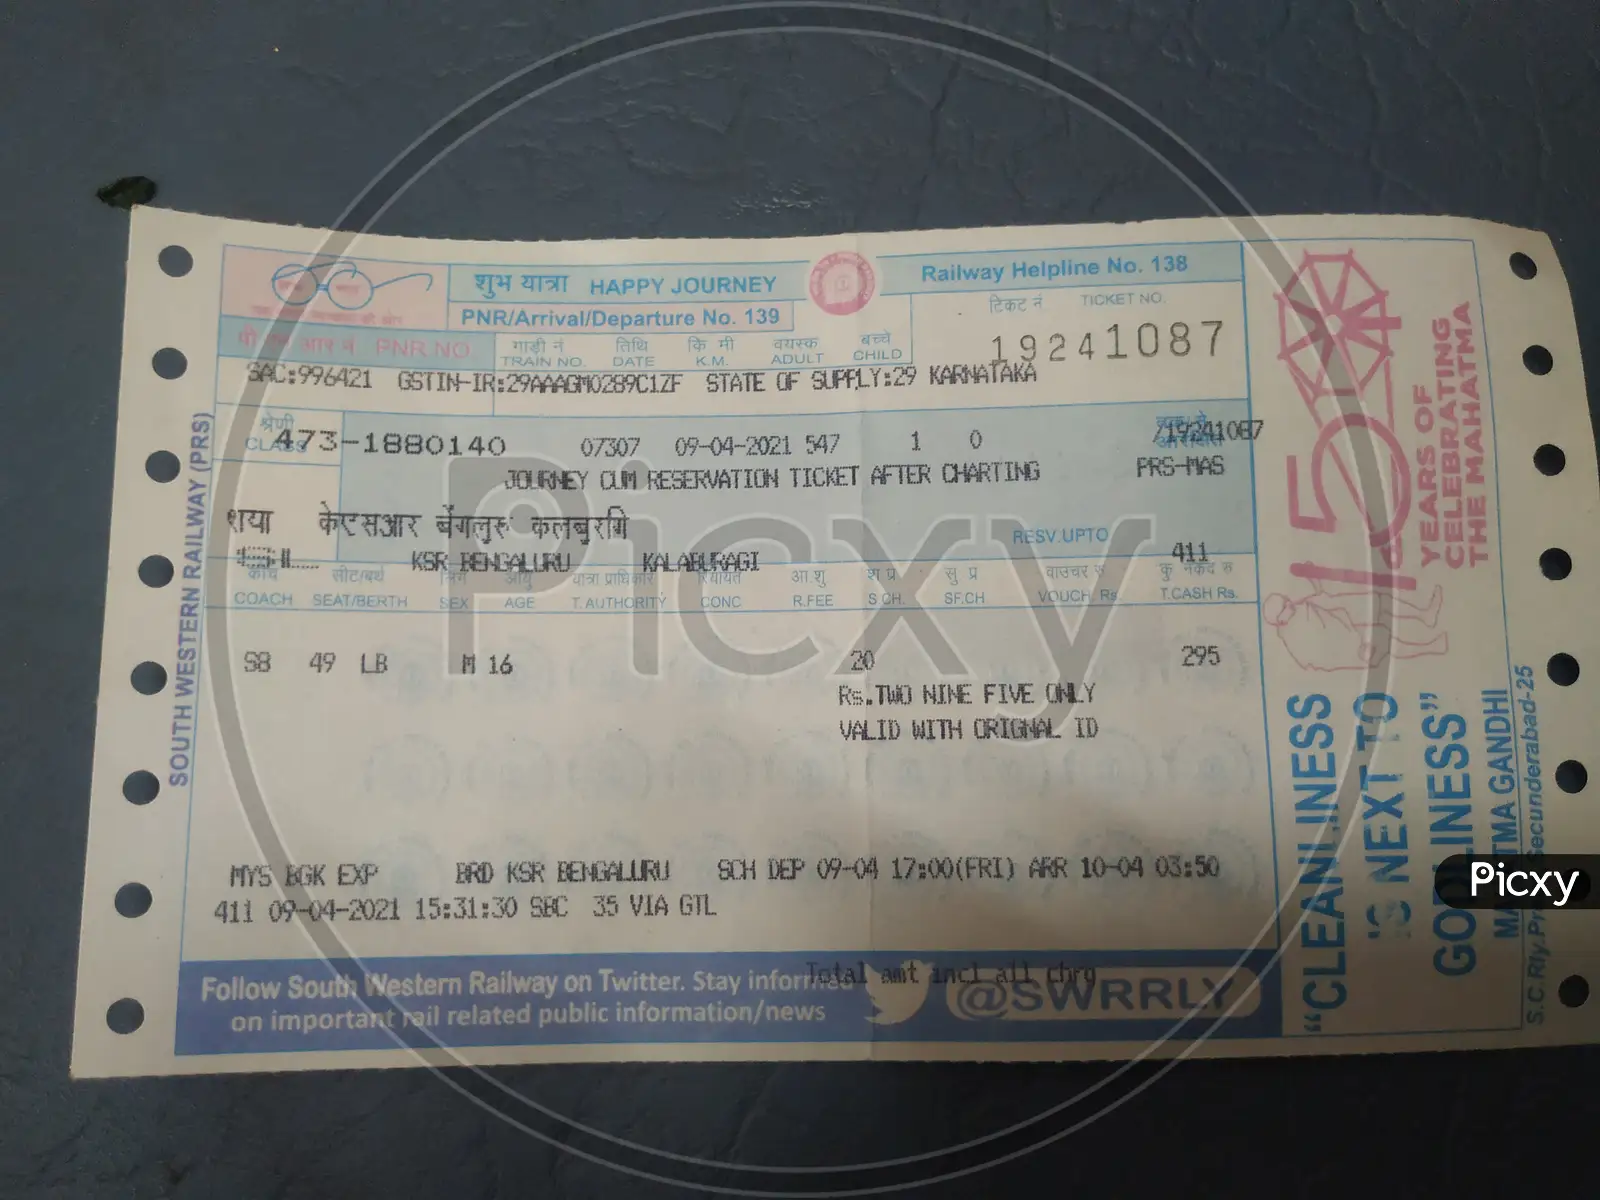 शुभ यात्रा HAPPY JOURNEY
Railway Helpline No. 138
PNR/Arrival/Departure No. 139
टिकट नं TICKET NO.
19241087
पी एन आर नं PNR NO.
गाड़ी नं तिथि कि मी वयस्क बच्चे
TRAIN NO. DATE K.M. ADULT CHILD
SAC:996421 GSTIN-IR:29AAAGM0289C1ZF STATE OF SUPPLY:29 KARNATAKA
श्रेणी
CLASS
473-1880140 07307 09-04-2021 547 1 0 /19241087
JOURNEY CUM RESERVATION TICKET AFTER CHARTING PRS-MAS
शया केएसआर बेंगलुरु कलबुरगि
RESV.UPTO
KSR BENGALURU KALABURAGI 411
कोच सीट/बर्थ लिंग आयु यात्रा प्राधिकार रियायत आ.शु श प्र सु प्र वाउचर रु कु नकद रु
COACH SEAT/BERTH SEX AGE T.AUTHORITY CONC R.FEE S CH. SF.CH VOUCH. Rs. T.CASH Rs.
S8 49 LB M 16 20 295
Rs.TWO NINE FIVE ONLY
VALID WITH ORIGNAL ID
MYS BGK EXP BRD KSR BENGALURU SCH DEP 09-04 17:00(FRI) ARR 10-04 03:50
411 09-04-2021 15:31:30 SBC 35 VIA GTL
Total amt incl all chrg
Follow South Western Railway on Twitter. Stay informed @SWRRLY
on important rail related public information/news
SOUTH WESTERN RAILWAY (PRS)
150
YEARS OF
CELEBRATING
THE MAHATMA
"CLEANLINESS
IS NEXT TO
GODLINESS"
MAHATMA GANDHI
S.C.Rly.Pr Secunderabad-25
Picxy
Picxy